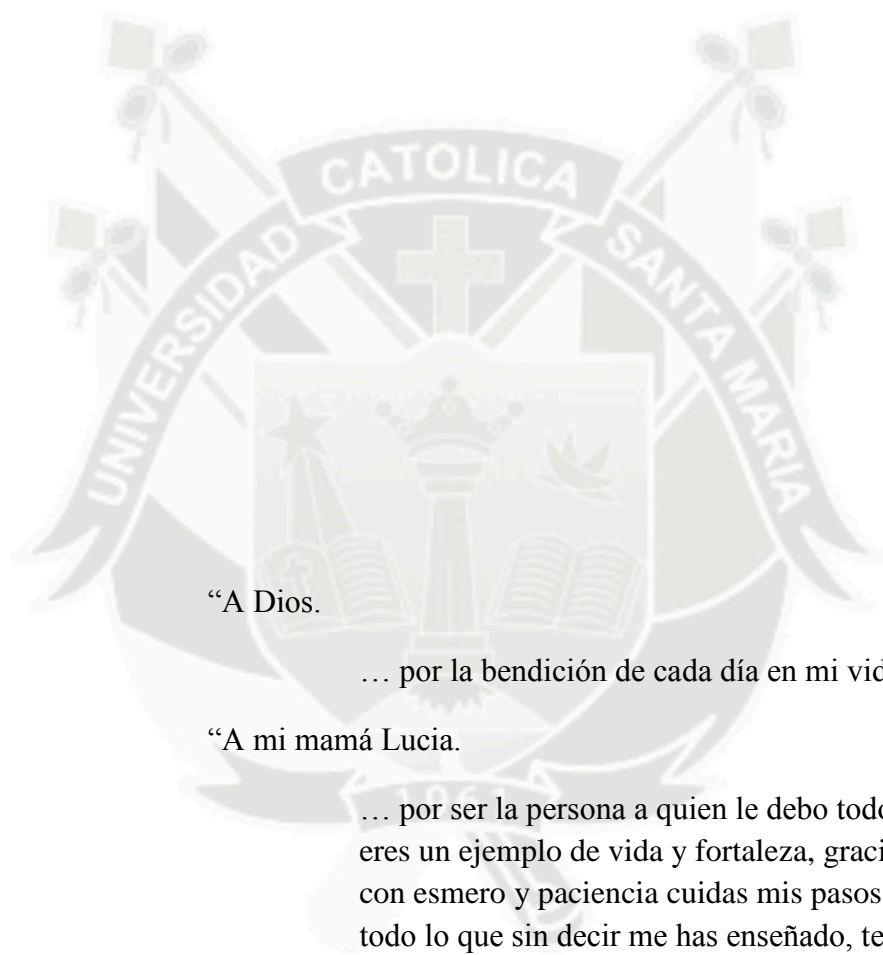 CATOLICA
UNIVERSIDAD
SANTA MARIA
“A Dios.
… por la bendición de cada día en mi
“A mi mamá Lucia.
1961
… por ser la persona a quien le debo
eres un ejemplo de vida y fortaleza,
con esmero y paciencia cuidas mis pasos
todo lo que sin decir me has enseñado,